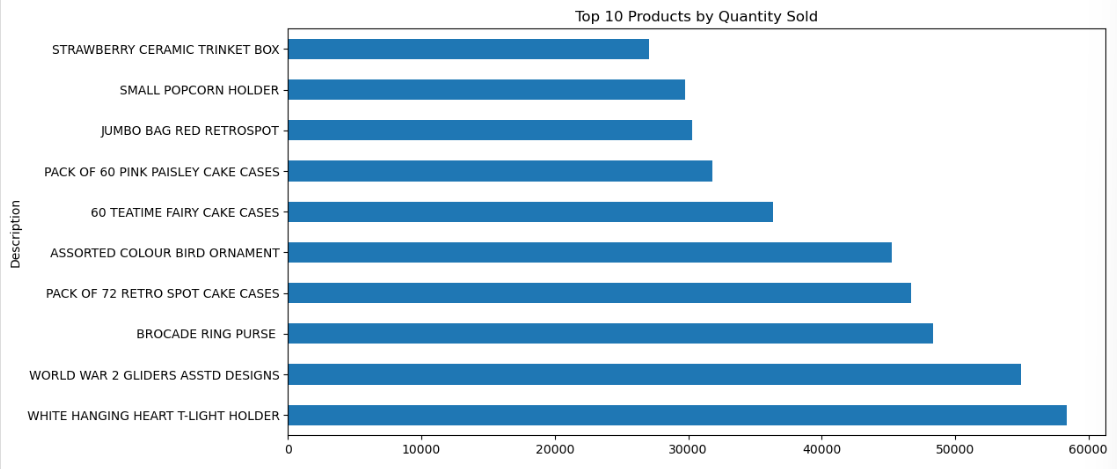 Top 10 Products by Quantity Sold
STRAWBERRY CERAMIC TRINKET BOX
SMALL POPCORN HOLDER
JUMBO BAG RED RETROSPOT
PACK OF 60 PINK PAISLEY CAKE CASES
60 TEATIME FAIRY CAKE CASES
ASSORTED COLOUR BIRD ORNAMENT
PACK OF 72 RETRO SPOT CAKE CASES
BROCADE RING PURSE
WORLD WAR 2 GLIDERS ASSTD DESIGNS
WHITE HANGING HEART T-LIGHT HOLDER
Description
0 10000 20000 30000 40000 50000 60000